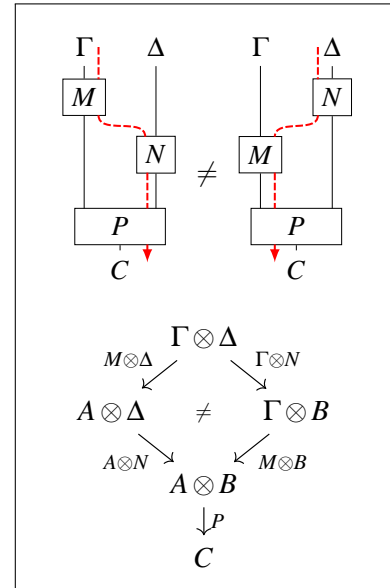 Γ Δ Γ Δ
M N
N ≠ M
P P
C C
Γ ⊗ Δ
M⊗Δ Γ⊗N
A ⊗ Δ ≠ Γ ⊗ B
A⊗N M⊗B
A ⊗ B
P
C